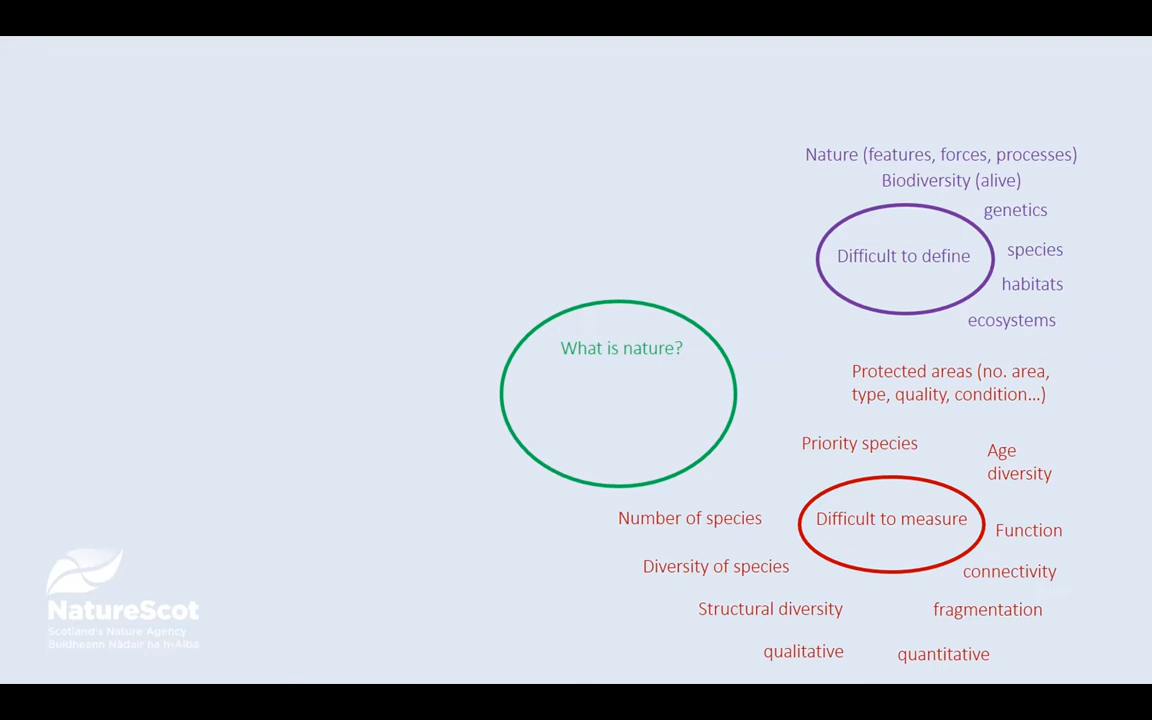 Nature (features, forces, processes)
Biodiversity (alive)
genetics
Difficult to define
species
habitats
ecosystems
What is nature?
Protected areas (no. area,
type, quality, condition...)
Priority species
Age
diversity
Number of species
Difficult to measure
Function
Diversity of species
connectivity
Structural diversity
fragmentation
qualitative
quantitative
NatureScot
Scotland's Nature Agency
Buidheann Nàdair na h-Alba